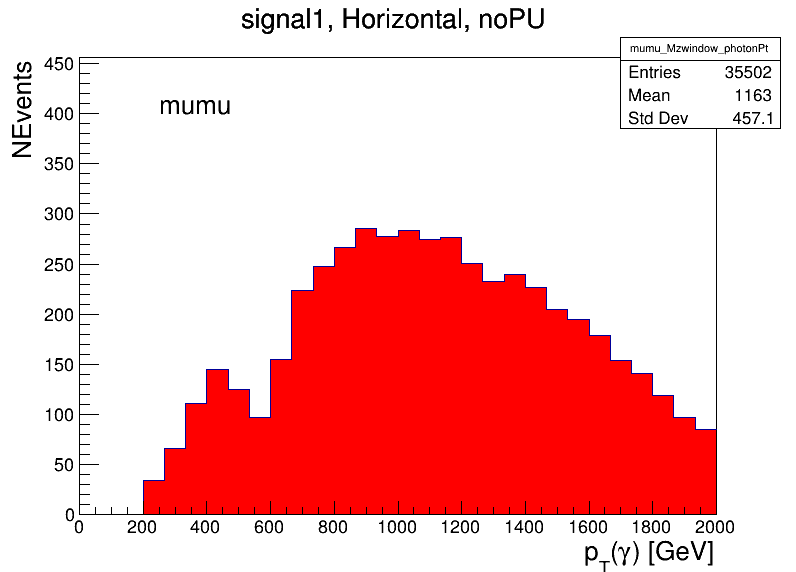 signal1, Horizontal, noPU
mumu_Mzwindow_photonPt
Entries 35502
Mean 1163
Std Dev 457.1
NEvents
mumu
450
400
350
300
250
200
150
100
50
0
0 200 400 600 800 1000 1200 1400 1600 1800 2000
p_T(γ) [GeV]